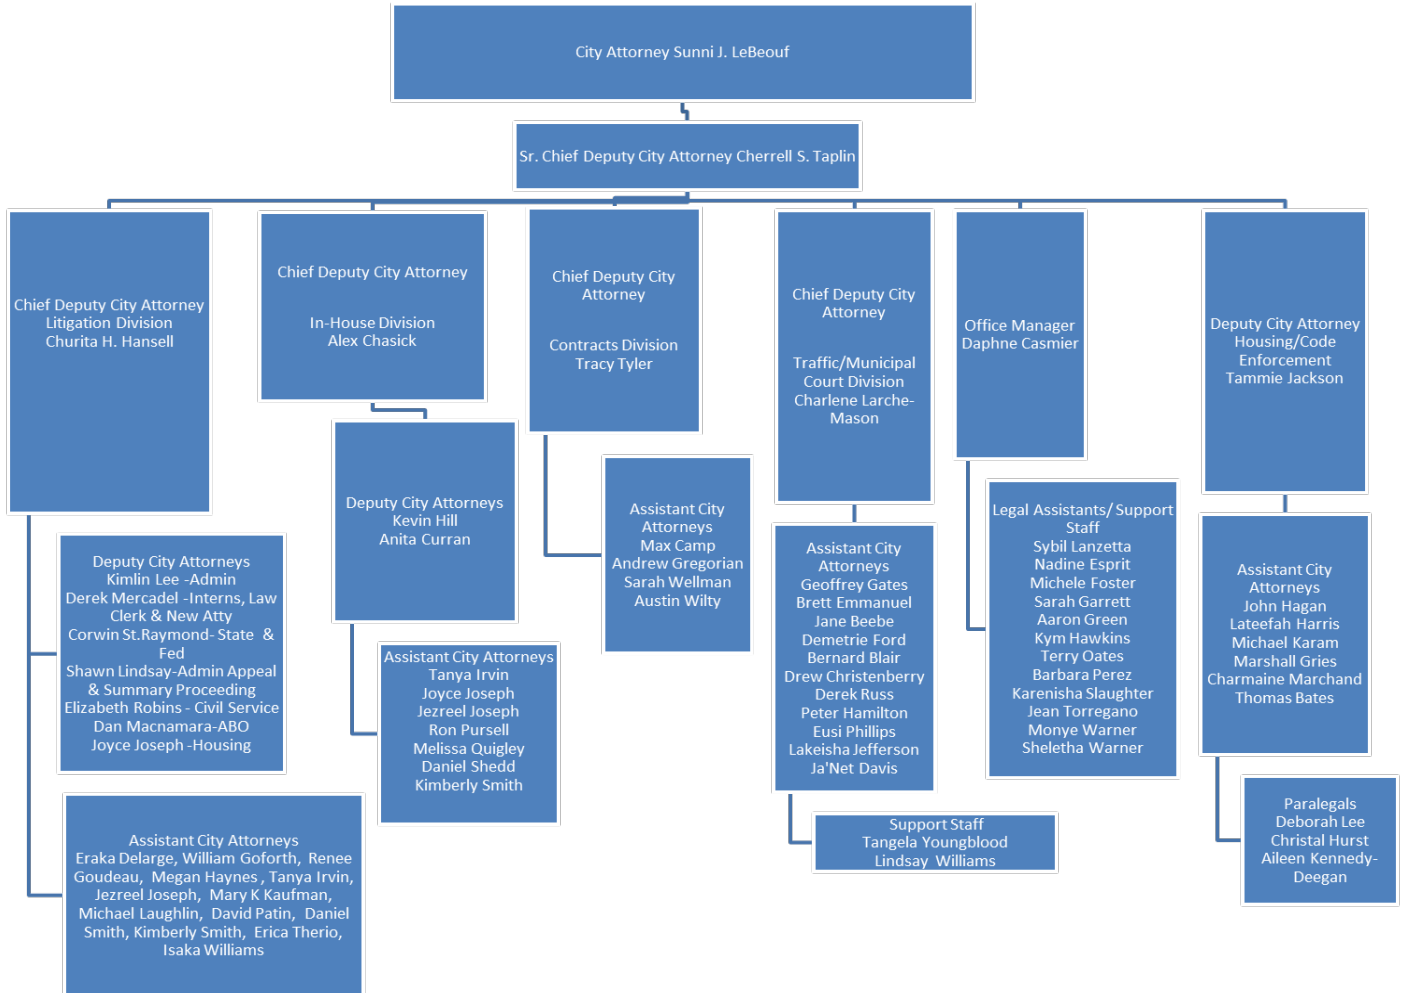 City Attorney Sunni J. LeBeouf
Sr. Chief Deputy City Attorney Cherrell S. Taplin
Chief Deputy City Attorney
Litigation Division
Churita H. Hansell
Deputy City Attorneys
Kimlin Lee -Admin
Derek Mercadel -Interns, Law
Clerk & New Atty
Corwin St.Raymond- State & 
Fed
Shawn Lindsay-Admin Appeal
& Summary Proceeding
Elizabeth Robins - Civil Service
Dan Macnamara-ABO
Joyce Joseph -Housing
Assistant City Attorneys
Eraka Delarge, William Goforth, Renee
Goudeau, Megan Haynes , Tanya Irvin,
Jezreel Joseph, Mary K Kaufman,
Michael Laughlin, David Patin, Daniel
Smith, Kimberly Smith, Erica Therio,
Isaka Williams
Chief Deputy City Attorney
In-House Division
Alex Chasick
Deputy City Attorneys
Kevin Hill
Anita Curran
Assistant City Attorneys
Tanya Irvin
Joyce Joseph
Jezreel Joseph
Ron Pursell
Melissa Quigley
Daniel Shedd
Kimberly Smith
Chief Deputy City
Attorney
Contracts Division
Tracy Tyler
Assistant City
Attorneys
Max Camp
Andrew Gregorian
Sarah Wellman
Austin Wilty
Chief Deputy City
Attorney
Traffic/Municipal
Court Division
Charlene Larche-
Mason
Assistant City
Attorneys
Geoffrey Gates
Brett Emmanuel
Jane Beebe
Demetrie Ford
Bernard Blair
Drew Christenberry
Derek Russ
Peter Hamilton
Eusi Phillips
Lakeisha Jefferson
Ja'Net Davis
Support Staff
Tangela Youngblood
Lindsay Williams
Office Manager
Daphne Casmier
Legal Assistants/ Support
Staff
Sybil Lanzetta
Nadine Esprit
Michele Foster
Sarah Garrett
Aaron Green
Kym Hawkins
Terry Oates
Barbara Perez
Karenisha Slaughter
Jean Torregano
Monye Warner
Sheletha Warner
Deputy City Attorney
Housing/Code
Enforcement
Tammie Jackson
Assistant City
Attorneys
John Hagan
Lateefah Harris
Michael Karam
Marshall Gries
Charmaine Marchand
Thomas Bates
Paralegals
Deborah Lee
Christal Hurst
Aileen Kennedy-
Deegan